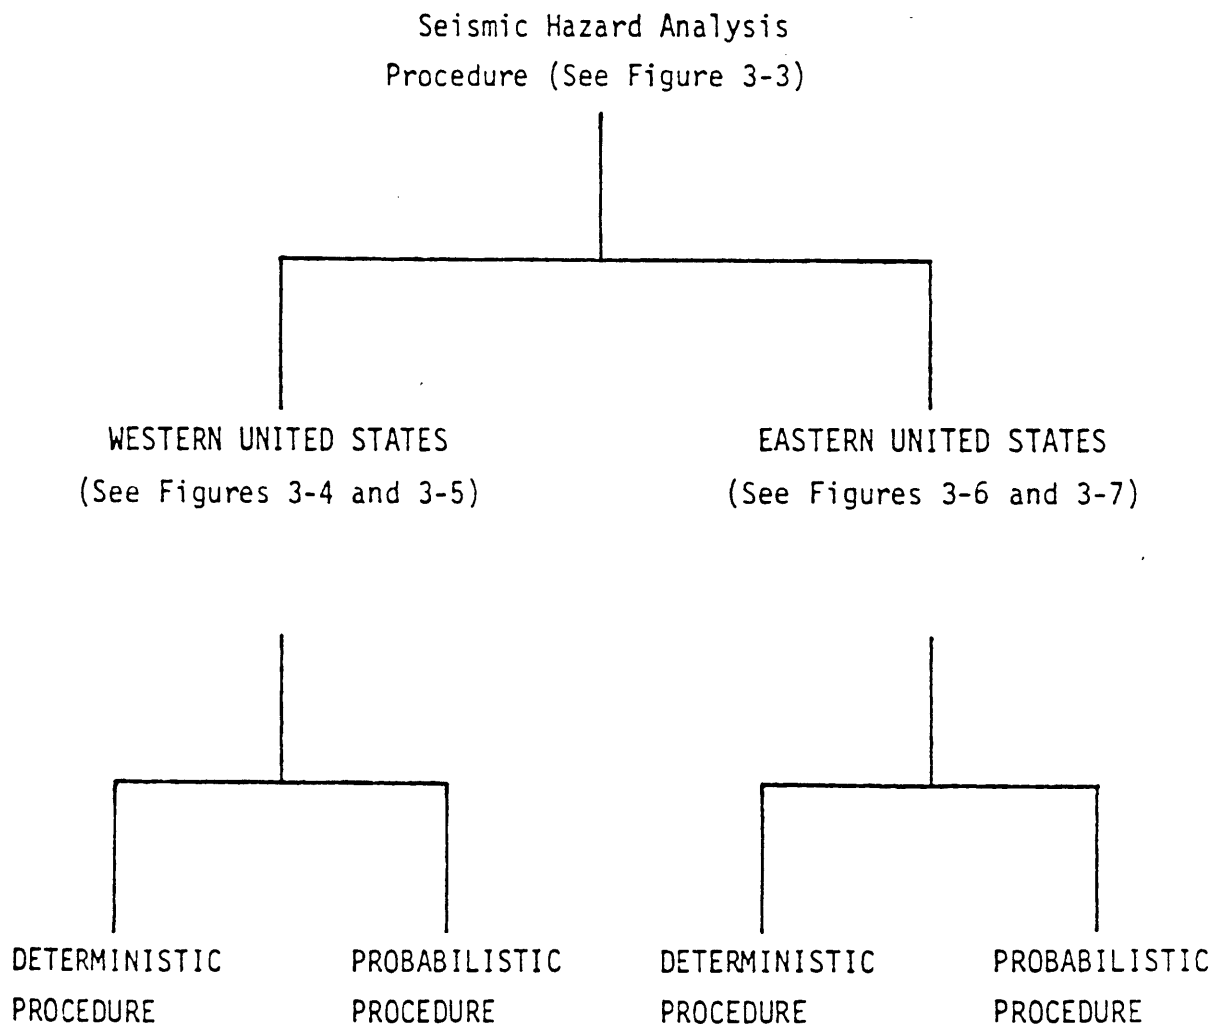 Seismic Hazard Analysis
Procedure (See Figure 3-3)
WESTERN UNITED STATES
(See Figures 3-4 and 3-5)
EASTERN UNITED STATES
(See Figures 3-6 and 3-7)
DETERMINISTIC
PROCEDURE
PROBABILISTIC
PROCEDURE
DETERMINISTIC
PROCEDURE
PROBABILISTIC
PROCEDURE